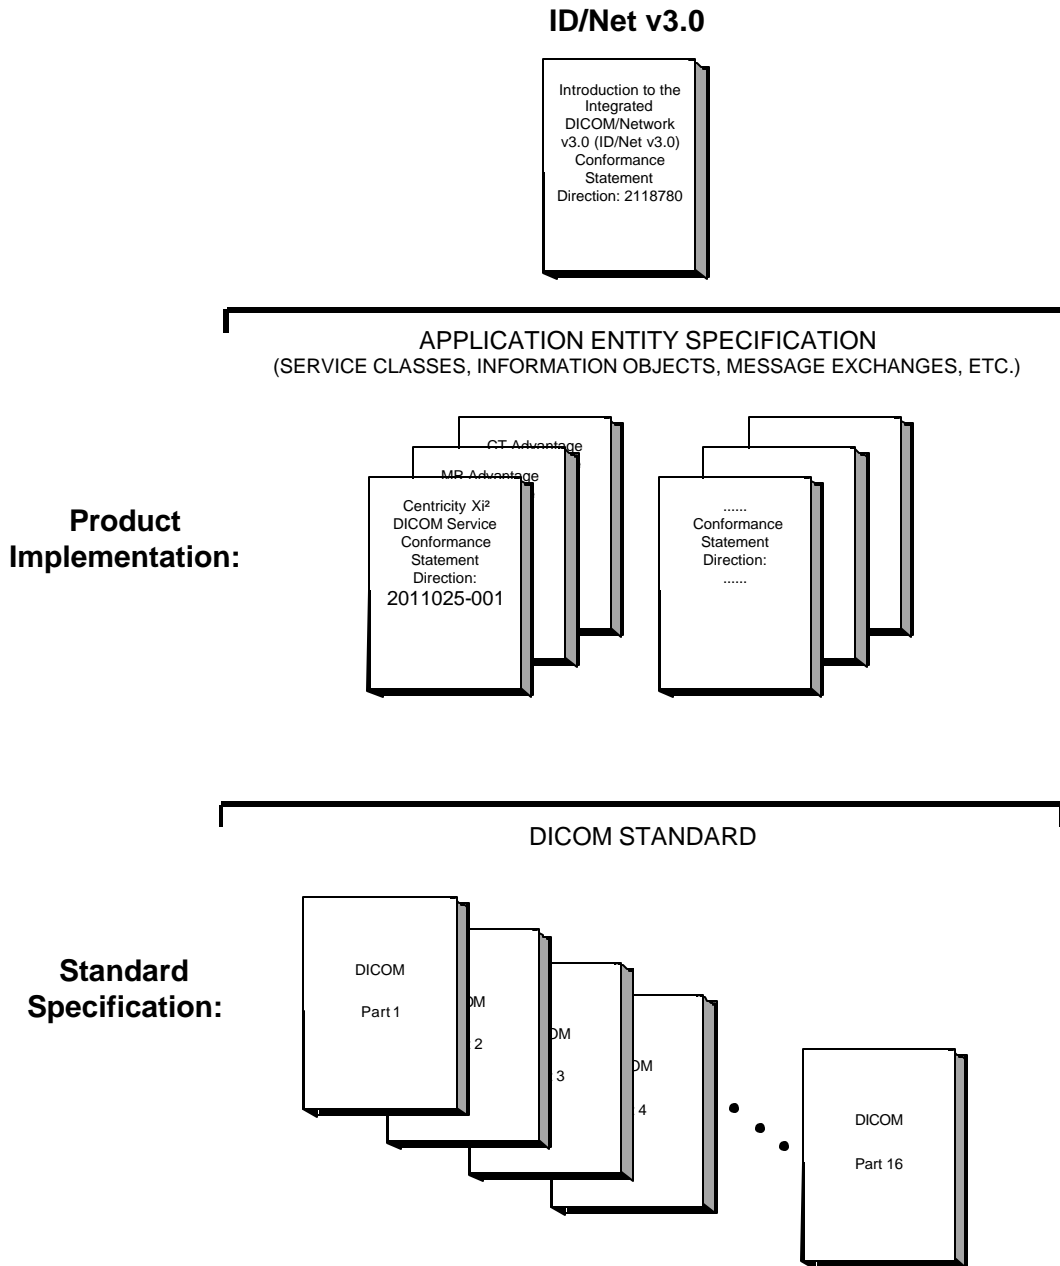 ID/Net v3.0
Introduction to the
Integrated
DICOM/Network
v3.0 (ID/Net v3.0)
Conformance
Statement
Direction: 2118780
APPLICATION ENTITY SPECIFICATION
(SERVICE CLASSES, INFORMATION OBJECTS, MESSAGE EXCHANGES, ETC.)
Product
Implementation:
CT Advantage
MR Advantage
Centricity Xi²
DICOM Service
Conformance
Statement
Direction:
2011025-001
......
Conformance
Statement
Direction:
......
DICOM STANDARD
Standard
Specification:
DICOM
Part 1
OM
2
OM
3
OM
4
DICOM
Part 16